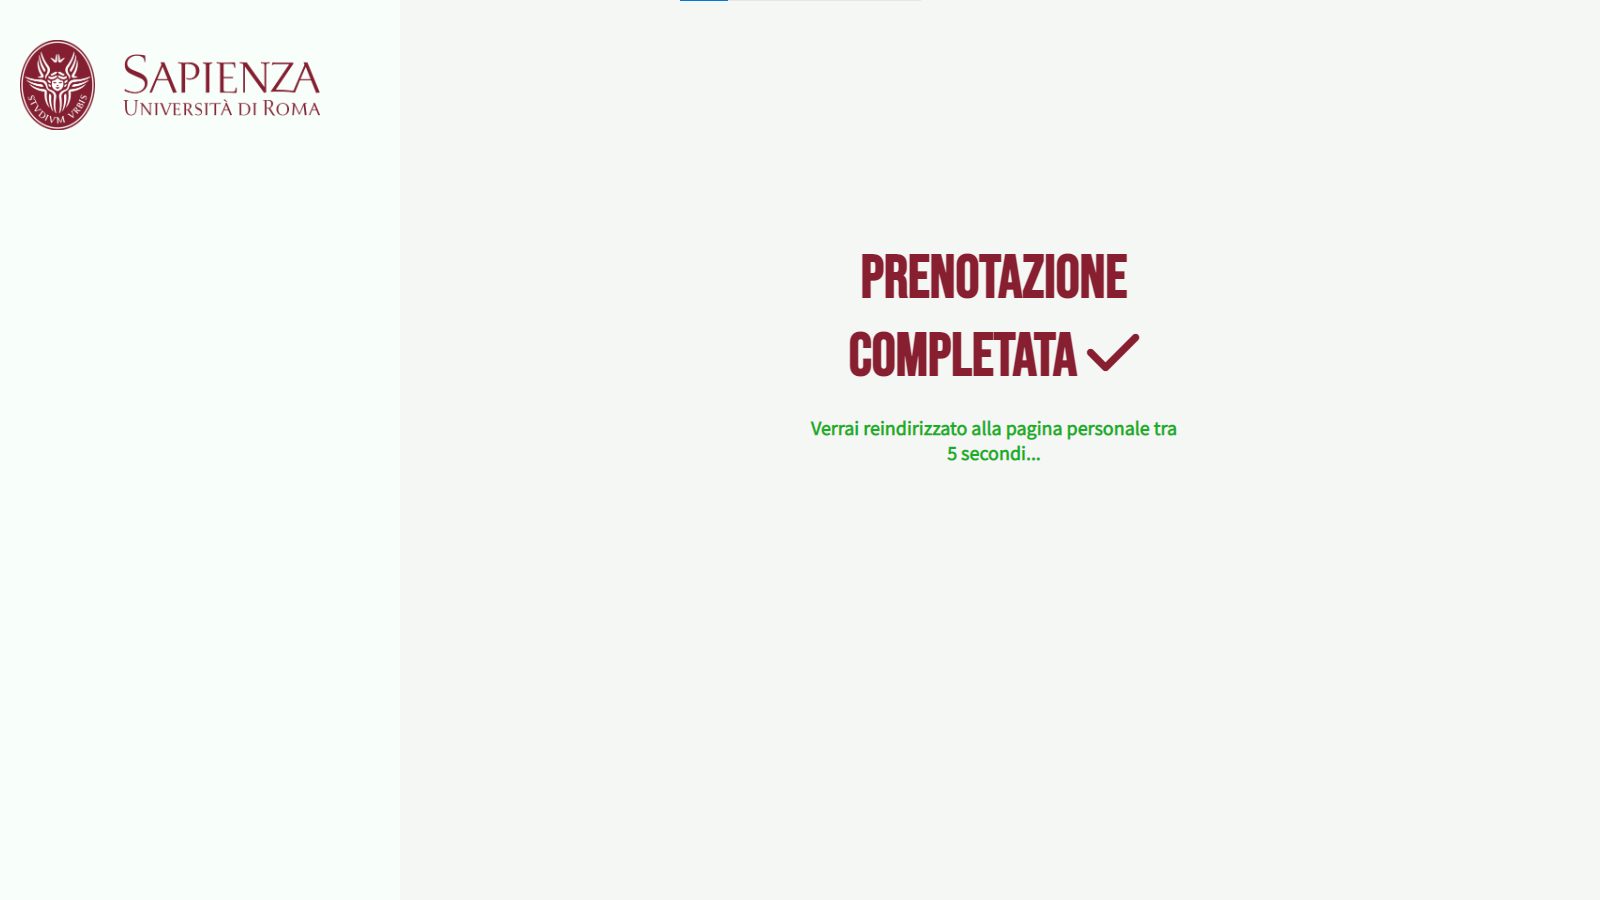 STVDIVM VRBIS
SAPIENZA
UNIVERSITÀ DI ROMA
PRENOTAZIONE
COMPLETATA
Verrai reindirizzato alla pagina personale tra
5 secondi...